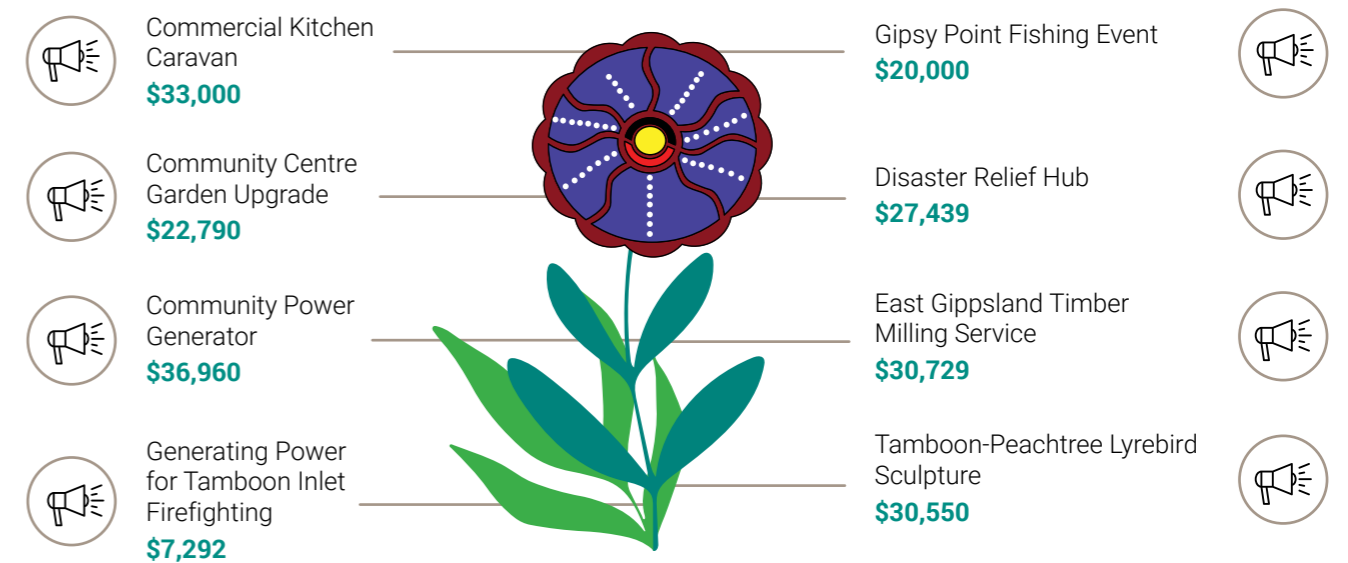 Commercial Kitchen
Caravan
$33,000
Community Centre
Garden Upgrade
$22,790
Community Power
Generator
$36,960
Generating Power
for Tamboon Inlet
Firefighting
$7,292
Gipsy Point Fishing Event
$20,000
Disaster Relief Hub
$27,439
East Gippsland Timber
Milling Service
$30,729
Tamboon-Peachtree Lyrebird
Sculpture
$30,550